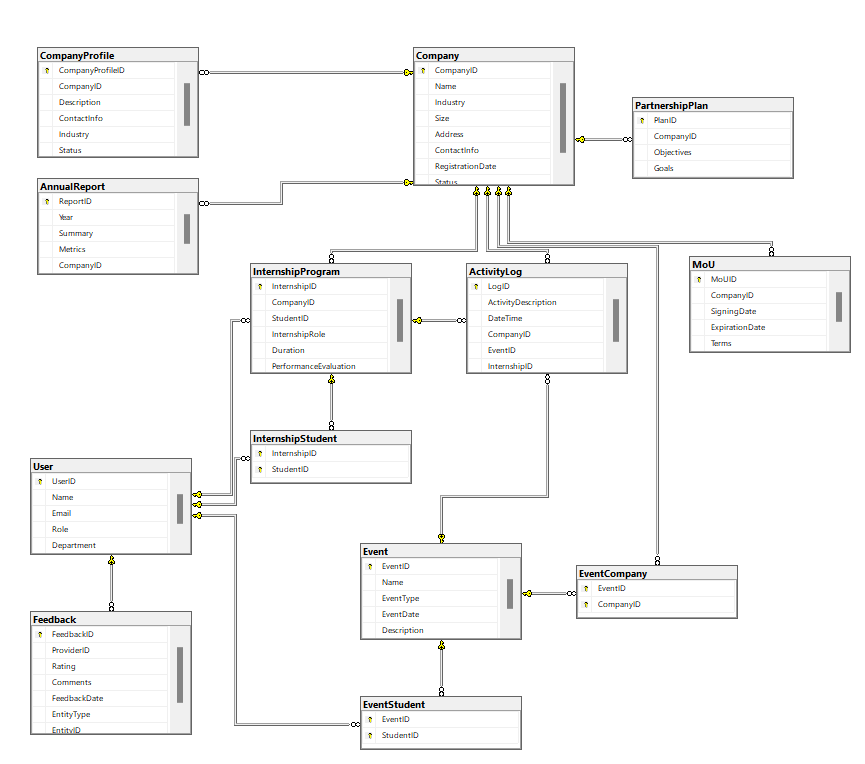 CompanyProfile
CompanyProfileID
CompanyID
Description
ContactInfo
Industry
Status
Company
CompanyID
Name
Industry
Size
Address
ContactInfo
RegistrationDate
Status
PartnershipPlan
PlanID
CompanyID
Objectives
Goals
AnnualReport
ReportID
Year
Summary
Metrics
CompanyID
InternshipProgram
InternshipID
CompanyID
StudentID
InternshipRole
Duration
PerformanceEvaluation
ActivityLog
LogID
ActivityDescription
DateTime
CompanyID
EventID
InternshipID
MoU
MoUID
CompanyID
SigningDate
ExpirationDate
Terms
InternshipStudent
InternshipID
StudentID
User
UserID
Name
Email
Role
Department
Event
EventID
Name
EventType
EventDate
Description
EventCompany
EventID
CompanyID
Feedback
FeedbackID
ProviderID
Rating
Comments
FeedbackDate
EntityType
EntityID
EventStudent
EventID
StudentID